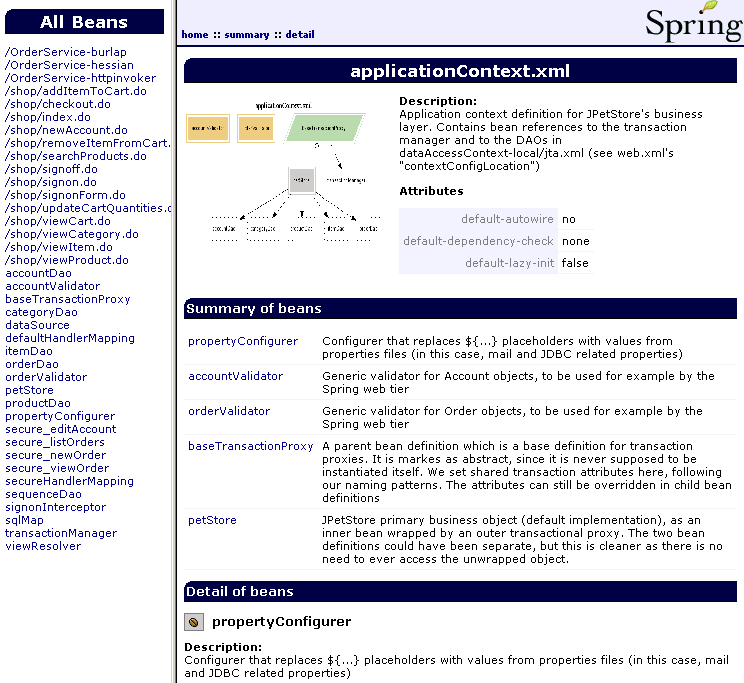 All Beans
/OrderService-burlap
/OrderService-hessian
/OrderService-httpinvoker
/shop/addItemToCart.do
/shop/checkout.do
/shop/index.do
/shop/newAccount.do
/shop/removeItemFromCart.
/shop/searchProducts.do
/shop/signoff.do
/shop/signon.do
/shop/signonForm.do
/shop/updateCartQuantities.d
/shop/viewCart.do
/shop/viewCategory.do
/shop/viewItem.do
/shop/viewProduct.do
accountDao
accountValidator
baseTransactionProxy
categoryDao
dataSource
defaultHandlerMapping
itemDao
orderDao
orderValidator
petStore
productDao
propertyConfigurer
secure_editAccount
secure_listOrders
secure_newOrder
secure_viewOrder
secureHandlerMapping
sequenceDao
signonInterceptor
sqlMap
transactionManager
viewResolver
home :: summary :: detail
Spring
applicationContext.xml
applicationContext.xml
Description:
Application context definition for JPetStore's business
layer. Contains bean references to the transaction
manager and to the DAOs in
dataAccessContext-local/jta.xml (see web.xml's
"contextConfigLocation")
Attributes
default-autowire no
default-dependency-check none
default-lazy-init false
Summary of beans
propertyConfigurer Configurer that replaces ${...} placeholders with values from
properties files (in this case, mail and JDBC related properties)
accountValidator Generic validator for Account objects, to be used for example by the
Spring web tier
orderValidator Generic validator for Order objects, to be used for example by the
Spring web tier
baseTransactionProxy A parent bean definition which is a base definition for transaction
proxies. It is markes as abstract, since it is never supposed to be
instantiated itself. We set shared transaction attributes here, following
our naming patterns. The attributes can still be overridden in child bean
definitions
petStore JPetStore primary business object (default implementation), as an
inner bean wrapped by an outer transactional proxy. The two bean
definitions could have been separate, but this is cleaner as there is no
need to ever access the unwrapped object.
Detail of beans
propertyConfigurer
Description:
Configurer that replaces ${...} placeholders with values from properties files (in this case, mail
and JDBC related properties)